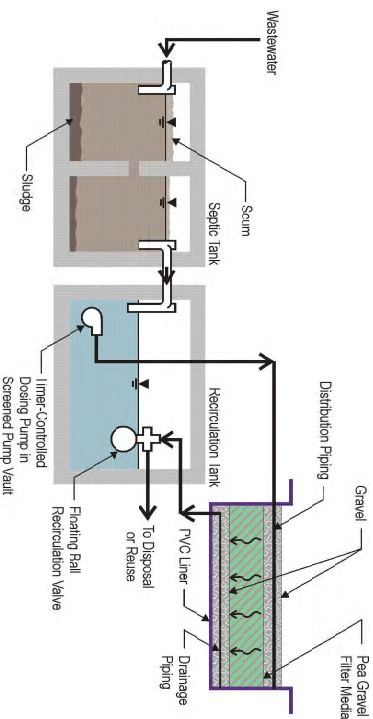 Wastewater
Scum
Septic Tank
Sludge
Recirculation Tank
Timer-Controlled
Dosing Pump in
Screened Pump Vault
Floating Ball
Recirculation Valve
To Disposal
or Reuse
Distribution Piping
Gravel
Pea Gravel
Filter Media
PVC Liner
Drainage
Piping